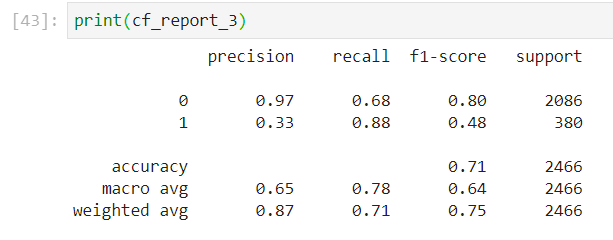 [43]: print(cf_report_3)
precision recall f1-score support
0 0.97 0.68 0.80 2086
1 0.33 0.88 0.48 380
accuracy 0.71 2466
macro avg 0.65 0.78 0.64 2466
weighted avg 0.87 0.71 0.75 2466